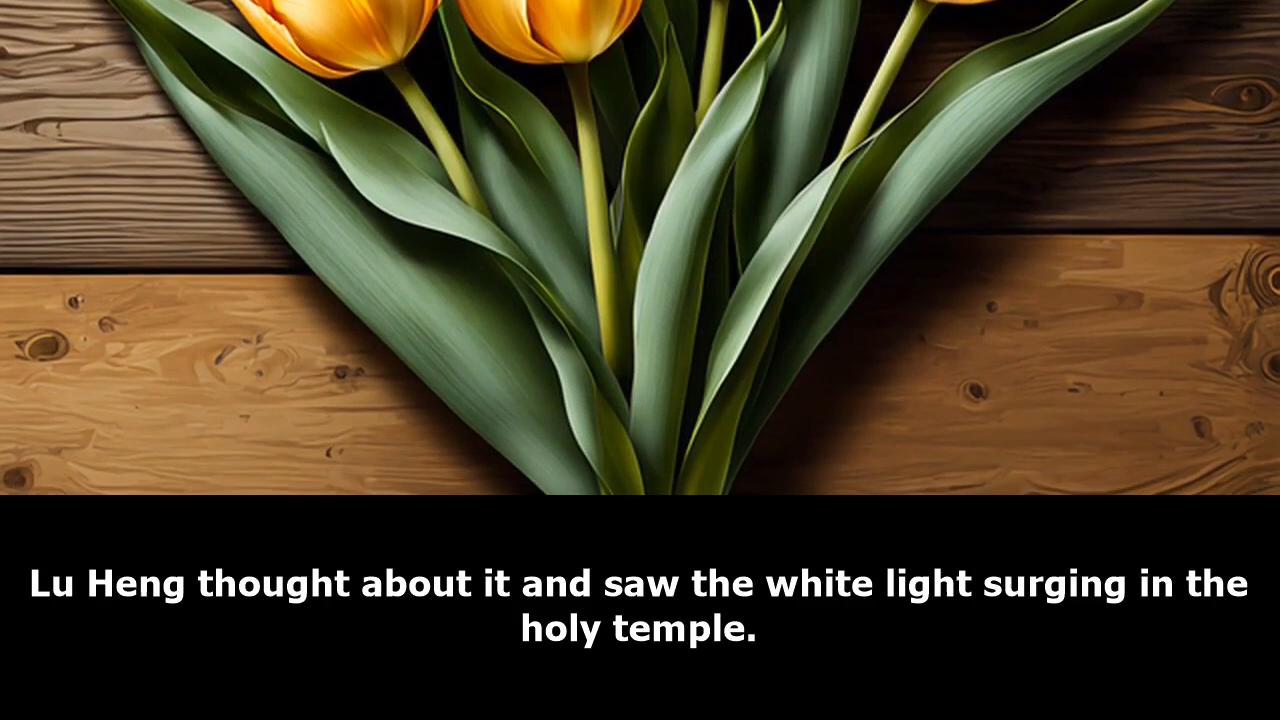 Lu Heng thought about it and saw the white light surging in the
holy temple.